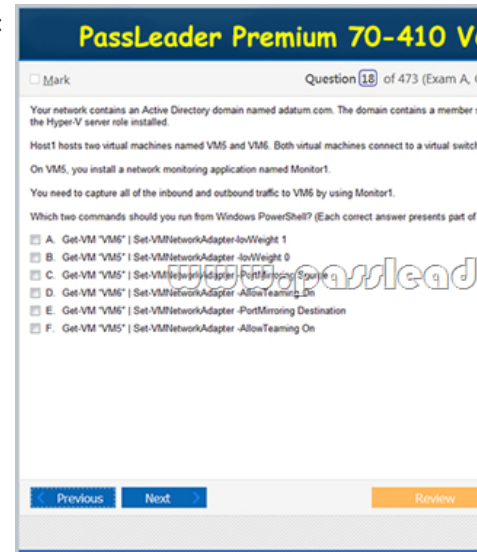 :
PassLeader Premium 70-410 V
Mark
Question 18 of 473 (Exam A,
Your network contains an Active Directory domain named adatum.com. The domain contains a member
the Hyper-V server role installed.
Host1 hosts two virtual machines named VM5 and VM6. Both virtual machines connect to a virtual switch
On VM5, you install a network monitoring application named Monitor1.
You need to capture all of the inbound and outbound traffic to VM6 by using Monitor1.
Which two commands should you run from Windows PowerShell? (Each correct answer presents part of
A. Get-VM "VM6" | Set-VMNetworkAdapter-IovWeight 1
B. Get-VM "VM5" I Set-VMNetworkAdapter -IovWeight 0
C. Get-VM "VM6" | Set-VMNetworkAdapter -PortMirroring Source
D. Get-VM "VM6" | Set-VMNetworkAdapter -AllowTeaming On
E. Get-VM "VM5" | Set-VMNetworkAdapter -PortMirroring Destination
F. Get-VM "VM5" | Set-VMNetworkAdapter -AllowTeaming On
www.passlead
Previous
Next
Review